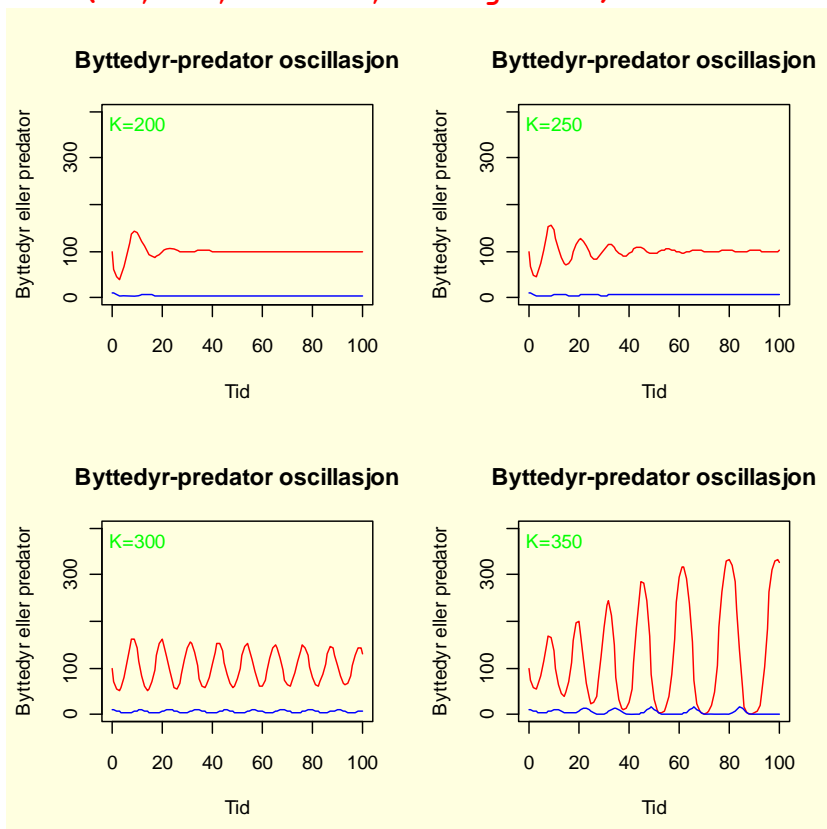 Byttedyr-predator oscillasjon
K=200
Byttedyr eller predator
0 100 300
0 20 40 60 80 100
Tid
Byttedyr-predator oscillasjon
K=250
Byttedyr eller predator
0 100 300
0 20 40 60 80 100
Tid
Byttedyr-predator oscillasjon
K=300
Byttedyr eller predator
0 100 300
0 20 40 60 80 100
Tid
Byttedyr-predator oscillasjon
K=350
Byttedyr eller predator
0 100 300
0 20 40 60 80 100
Tid